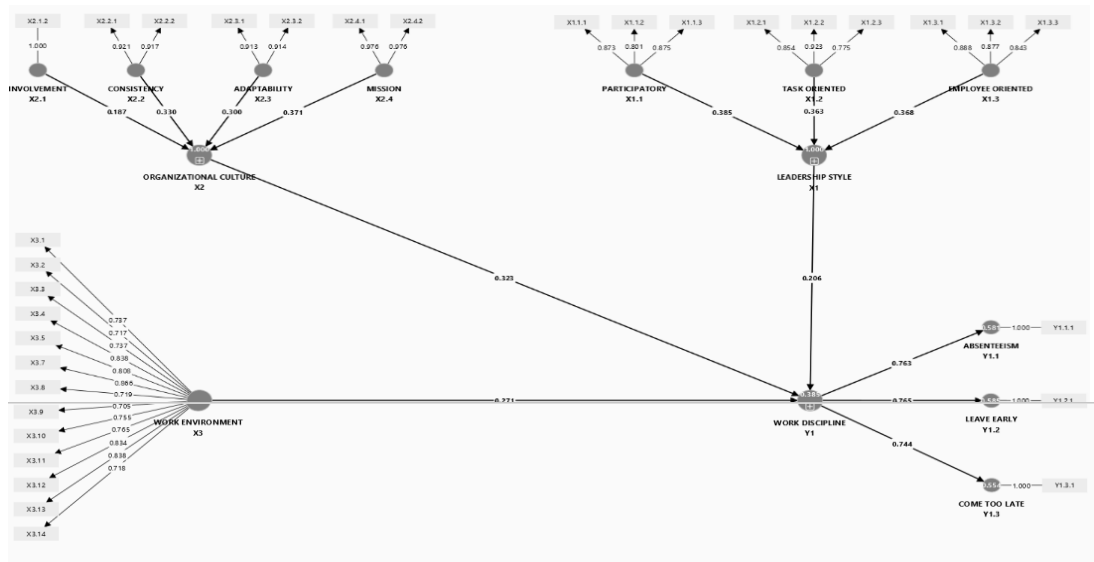 X2.1.2 X2.2.1 X2.2.2 X2.3.1 X2.3.2 X2.4.1 X2.4.2 X1.1.1 X1.1.2 X1.1.3 X1.2.1 X1.2.2 X1.2.3 X1.3.1 X1.3.2 X1.3.3
1.000 0.921 0.917 0.913 0.914 0.976 0.976 0.873 0.801 0.875 0.854 0.923 0.775 0.888 0.877 0.843
INVOLVEMENT CONSISTENCY ADAPTABILITY MISSION PARTICIPATORY TASK ORIENTED EMPLOYEE ORIENTED
X2.1 X2.2 X2.3 X2.4 X1.1 X1.2 X1.3
0.187 0.330 0.300 0.371 0.385 0.363 0.368
1.000 1.000
ORGANIZATIONAL CULTURE LEADERSHIP STYLE
X2 X1
X3.1
X3.2
X3.3
X3.4
X3.5
X3.7
X3.8
X3.9
X3.10
X3.11
X3.12
X3.13
X3.14
0.737
0.717
0.737
0.838
0.808
0.719
0.705
0.755
0.765
0.834
0.838
0.718
WORK ENVIRONMENT
X3
0.323
0.206
0.271
WORK DISCIPLINE
Y1
0.763
0.765
0.744
1.000 Y1.1.1
ABSENTEEISM
Y1.1
1.000 Y1.2.1
LEAVE EARLY
Y1.2
1.000 Y1.3.1
COME TOO LATE
Y1.3